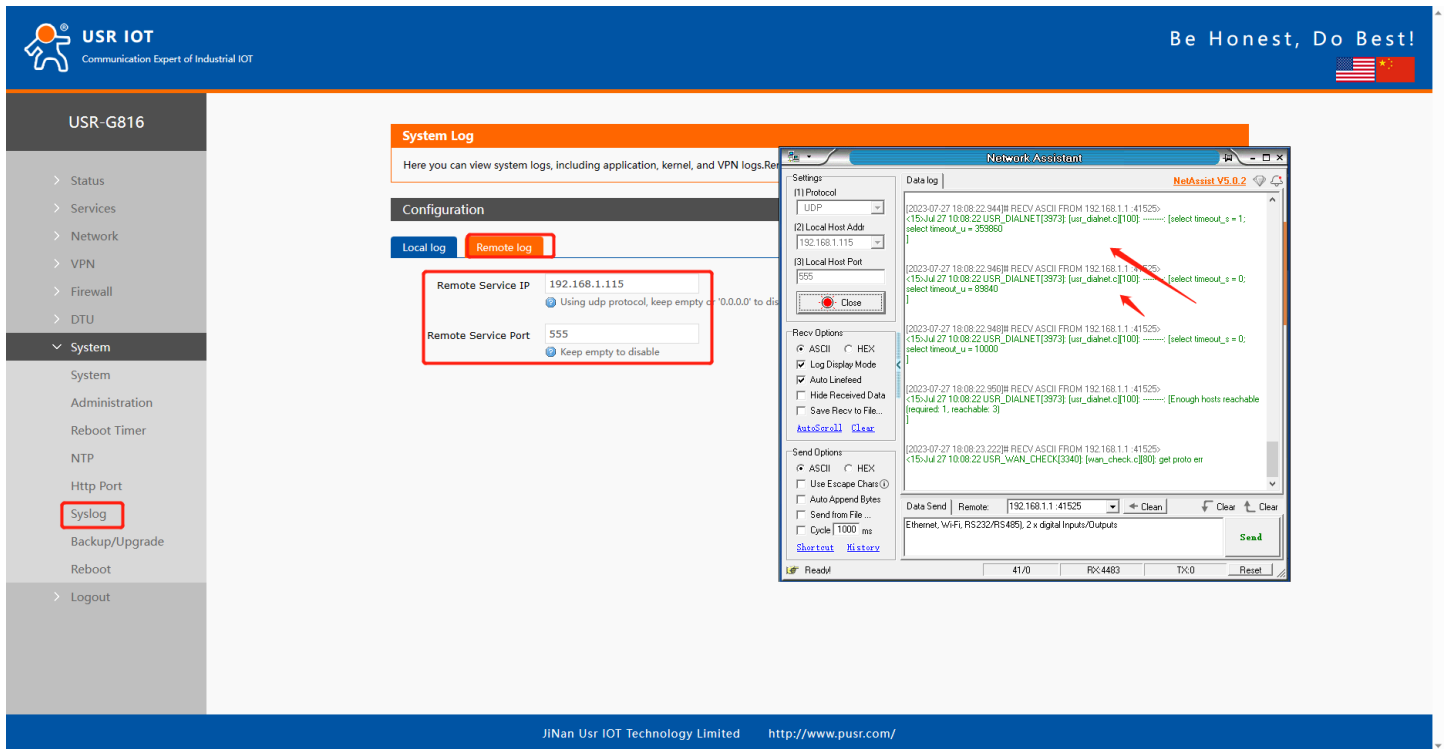 USR IOT
Communication Expert of Industrial IOT
Be Honest, Do Best!
USR-G816
Status
Services
Network
VPN
Firewall
DTU
System
System
Administration
Reboot Timer
NTP
Http Port
Syslog
Backup/Upgrade
Reboot
Logout
System Log
Here you can view system logs, including application, kernel, and VPN logs.Rer
Configuration
Local log
Remote log
Remote Service IP
192.168.1.115
Using udp protocol, keep empty or '0.0.0.0' to dis
Remote Service Port
555
Keep empty to disable
Network Assistant
Settings
(1) Protocol
UDP
(2) Local Host Addr
192.168.1.115
(3) Local Host Port
555
Close
Recv Options
ASCII HEX
Log Display Mode
Auto Linefeed
Hide Received Data
Save Recv to File...
AutoScroll Clear
Send Options
ASCII HEX
Use Escape Chars
Auto Append Bytes
Send from File ...
Cycle 1000 ms
Shortcut History
Data log
NetAssist V5.0.2
[2023-07-27 18:08:22.944]# RECV ASCII FROM 192.168.1.1 :41525>
<15>Jul 27 10:08:22 USR_DIALNET[3973]: [usr_dialnet.c][100]: --------: [select timeout_s = 1;
select timeout_u = 359860
]
[2023-07-27 18:08:22.946]# RECV ASCII FROM 192.168.1.1 :41525>
<15>Jul 27 10:08:22 USR_DIALNET[3973]: [usr_dialnet.c][100]: --------: [select timeout_s = 0;
select timeout_u = 89840
]
[2023-07-27 18:08:22.948]# RECV ASCII FROM 192.168.1.1 :41525>
<15>Jul 27 10:08:22 USR_DIALNET[3973]: [usr_dialnet.c][100]: --------: [select timeout_s = 0;
select timeout_u = 10000
]
[2023-07-27 18:08:22.950]# RECV ASCII FROM 192.168.1.1 :41525>
<15>Jul 27 10:08:22 USR_DIALNET[3973]: [usr_dialnet.c][100]: --------: [Enough hosts reachable
(required: 1, reachable: 3)
]
[2023-07-27 18:08:23.222]# RECV ASCII FROM 192.168.1.1 :41525>
<15>Jul 27 10:08:22 USR_WAN_CHECK[3340]: [wan_check.c][80]: get proto err
Data Send Remote: 192.168.1.1 :41525 Clean Clear Clear
Ethernet, Wi-Fi, RS232/RS485), 2 x digital Inputs/Outputs
Send
Ready! 41/0 RX:4483 TX:0 Reset
JiNan Usr IOT Technology Limited http://www.pusr.com/